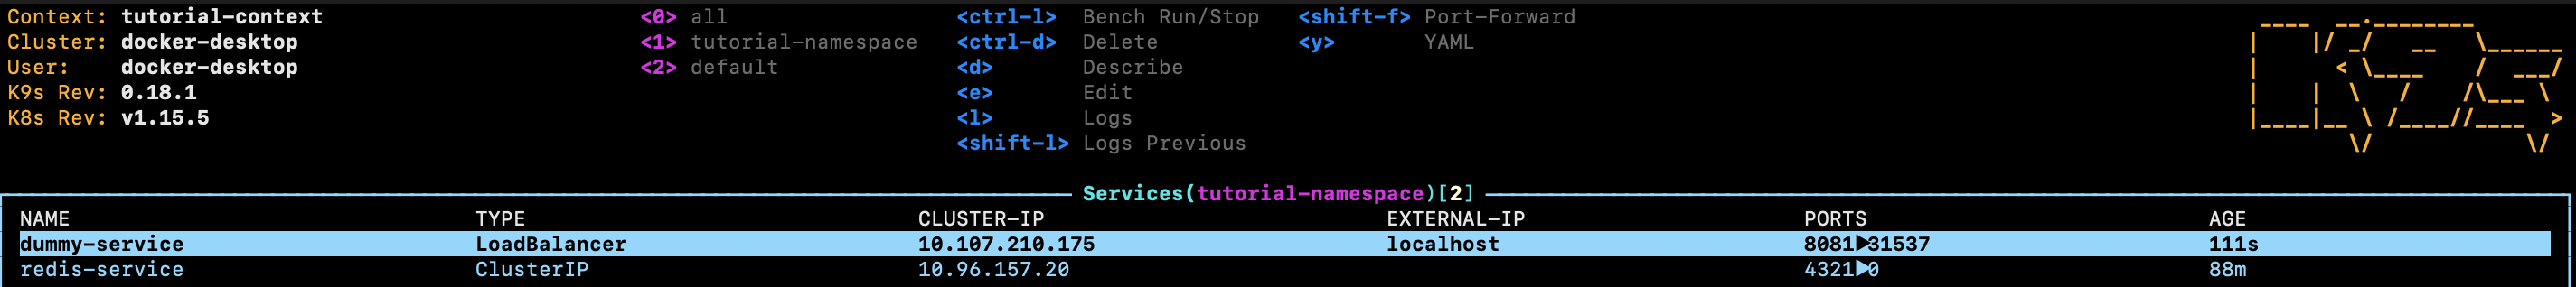 Context: tutorial-context <0> all <ctrl-l> Bench Run/Stop <shift-f> Port-Forward
Cluster: docker-desktop <1> tutorial-namespace <ctrl-d> Delete <y> YAML
User: docker-desktop <2> default <d> Describe
K9s Rev: 0.18.1 <e> Edit
K8s Rev: v1.15.5 <l> Logs
<shift-l> Logs Previous
Services(tutorial-namespace)[2]
NAME TYPE CLUSTER-IP EXTERNAL-IP PORTS AGE
dummy-service LoadBalancer 10.107.210.175 localhost 8081►31537 111s
redis-service ClusterIP 10.96.157.20 4321►0 88m